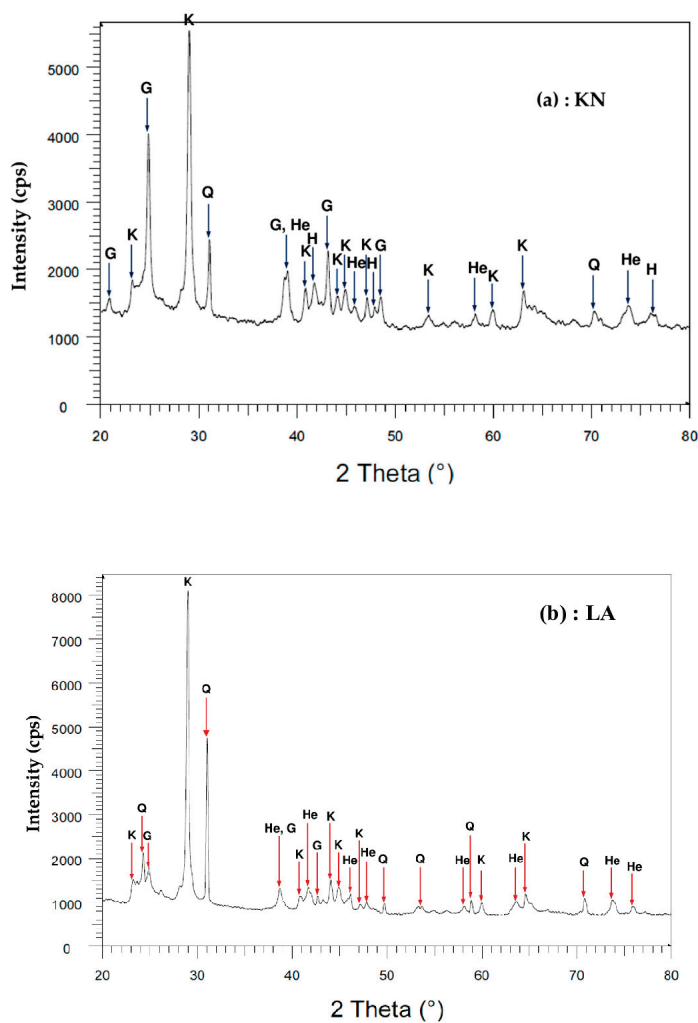 K
5000
(a) : KN
G
4000
Q
3000
G
G, He
H K G
K
K
He
K
Q He
G
K
He H
K
H
2000
K
He
K
1000
0
20 30 40 50 60 70 80
Intensity (cps)
2 Theta (°)
K
8000
(b) : LA
7000
Q
6000
5000
4000
3000
He, G
He
K
Q
K
Q
K
K
G
K
K
G
K
He
He
Q
Q
He
K
He
Q
He
He
2000
1000
0
20 30 40 50 60 70 80
Intensity (cps)
2 Theta (°)